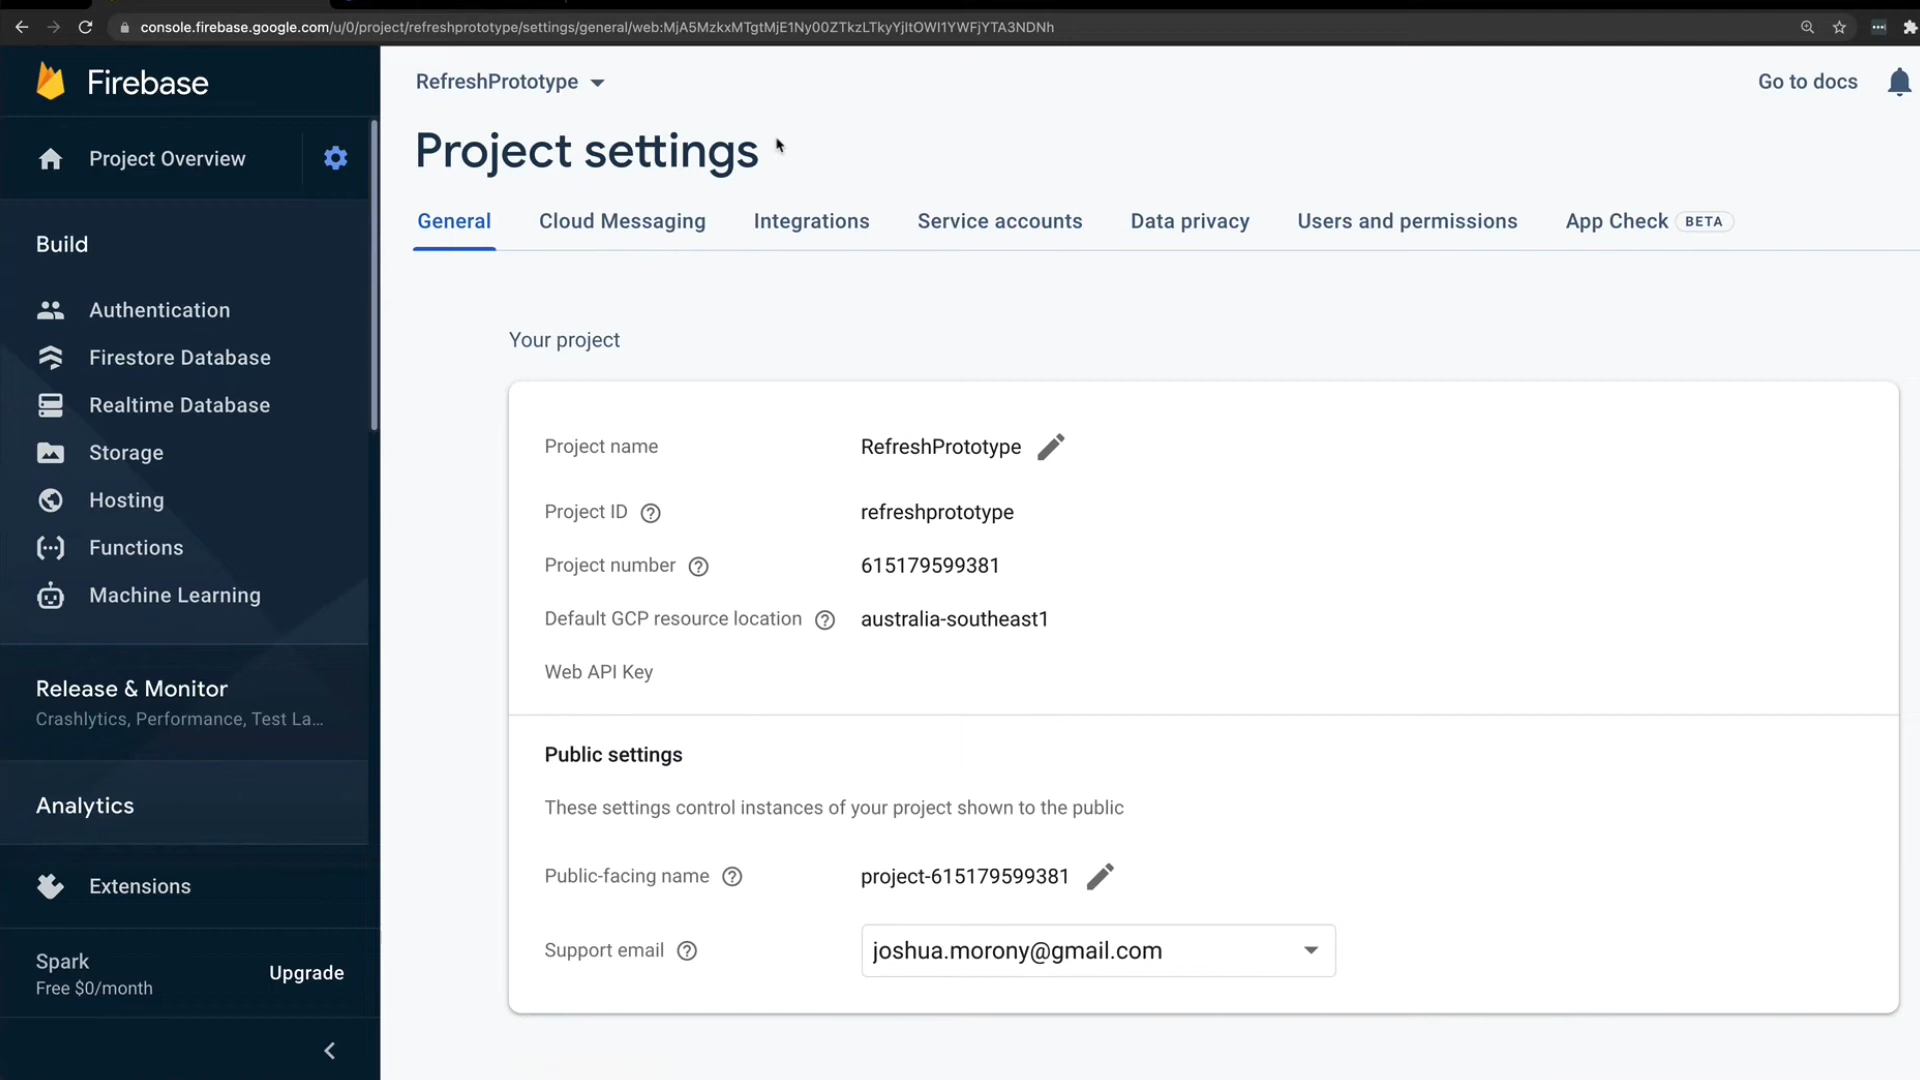 console.firebase.google.com/u/0/project/refreshprototype/settings/general/web:MjA5MzkxMTgtMjE1Ny00ZTkzLTkyYjItOWI1YWFjYTA3NDNh
Firebase
RefreshPrototype
Go to docs
Project Overview
Project settings
General
Cloud Messaging
Integrations
Service accounts
Data privacy
Users and permissions
App Check BETA
Build
Authentication
Firestore Database
Realtime Database
Storage
Hosting
Functions
Machine Learning
Release & Monitor
Crashlytics, Performance, Test La...
Analytics
Extensions
Spark
Free $0/month
Upgrade
Your project
Project name RefreshPrototype
Project ID refreshprototype
Project number 615179599381
Default GCP resource location australia-southeast1
Web API Key
Public settings
These settings control instances of your project shown to the public
Public-facing name project-615179599381
Support email joshua.morony@gmail.com